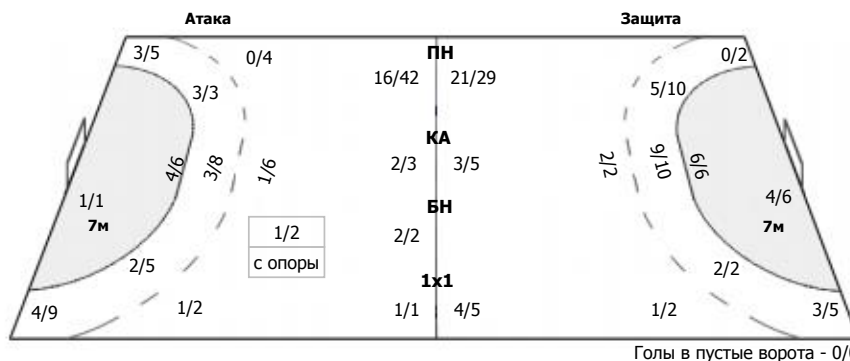 Атака Защита
3/5 0/4 ПН 0/2
16/42 21/29
3/3 5/10
КА
4/6 3/8 1/6 2/3 3/5 2/2 9/10 6/6
1/1 4/6
7м 7м
БН
1/2 2/2
с опоры
2/5 2/2
1x1
4/9 1/2 1/1 4/5 1/2 3/5
Голы в пустые ворота - 0/